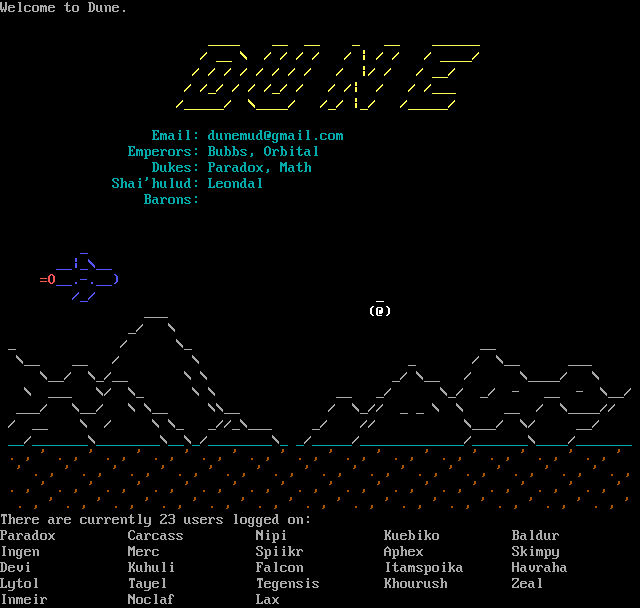 Welcome to Dune.
DUNE
Email: dunemud@gmail.com
Emperors: Bubbs, Orbital
Dukes: Paradox, Math
Shai'hulud: Leondal
Barons:
There are currently 23 users logged on:
Paradox Carcass Nipi Kuebiko Baldur
Ingen Merc Spiikr Aphex Skimpy
Devi Kuhuli Falcon Itamspoika Havraha
Lytol Tayel Tegensis Khourush Zeal
Inmeir Noclaf Lax